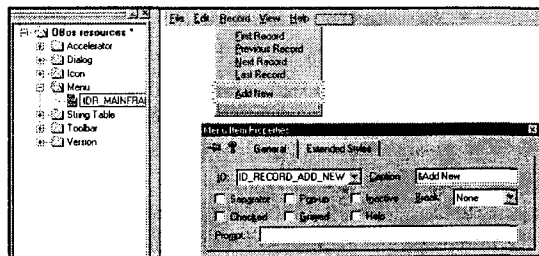 DBos resources *
Accelerator
Dialog
Icon
Menu
IDR_MAINFRA
String Table
Toolbar
Version
File Edit Record View Help
First Record
Previous Record
Next Record
Last Record
Add New
Menu Item Properties
General Extended Styles
ID: ID_RECORD_ADD_NEW Caption: &Add New
Separator Pop-up Inactive Break: None
Checked Grayed Help
Prompt: